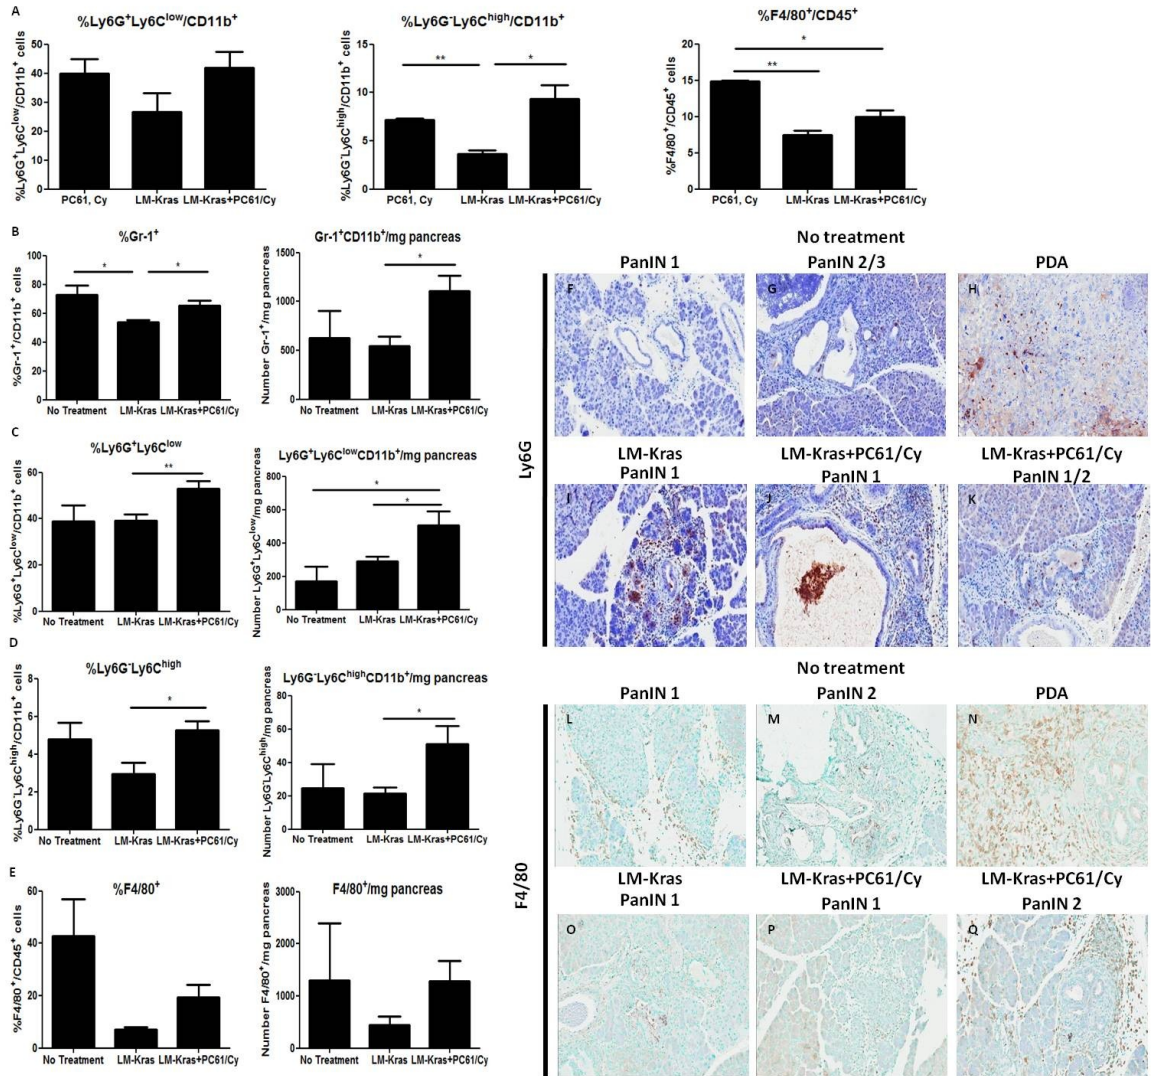 A
%Ly6G⁺Ly6Cˡᵒʷ/CD11b⁺
%Ly6G⁺Ly6Cˡᵒʷ/CD11b⁺ cells
50
40
30
20
10
0
PC61, Cy LM-Kras LM-Kras+PC61/Cy
%Ly6G⁻Ly6Cʰⁱᵍʰ/CD11b⁺
%Ly6G⁻Ly6Cʰⁱᵍʰ/CD11b⁺ cells
15
10
5
0
** *
PC61, Cy LM-Kras LM-Kras+PC61/Cy
%F4/80⁺/CD45⁺
%F4/80⁺/CD45⁺ cells
20
15
10
5
0
*
**
PC61, Cy LM-Kras LM-Kras+PC61/Cy
B
%Gr-1⁺
%Gr-1⁺/CD11b⁺ cells
100
80
60
40
20
0
* *
No Treatment LM-Kras LM-Kras+PC61/Cy
Gr-1⁺CD11b⁺/mg pancreas
Number Gr-1⁺/mg pancreas
1500
1000
500
0
*
No Treatment LM-Kras LM-Kras+PC61/Cy
C
%Ly6G⁺Ly6Cˡᵒʷ
%Ly6G⁺Ly6Cˡᵒʷ/CD11b⁺ cells
60
40
20
0
**
No Treatment LM-Kras LM-Kras+PC61/Cy
Ly6G⁺Ly6CˡᵒʷCD11b⁺/mg pancreas
Number Ly6G⁺Ly6Cˡᵒʷ/mg pancreas
800
600
400
200
0
*
*
No Treatment LM-Kras LM-Kras+PC61/Cy
D
%Ly6G⁻Ly6Cʰⁱᵍʰ
%Ly6G⁻Ly6Cʰⁱᵍʰ/CD11b⁺ cells
6
4
2
0
*
No Treatment LM-Kras LM-Kras+PC61/Cy
Ly6G⁻Ly6CʰⁱᵍʰCD11b⁺/mg pancreas
Number Ly6G⁻Ly6Cʰⁱᵍʰ/mg pancreas
80
60
40
20
0
*
No Treatment LM-Kras LM-Kras+PC61/Cy
E
%F4/80⁺
%F4/80⁺/CD45⁺ cells
60
40
20
0
No Treatment LM-Kras LM-Kras+PC61/Cy
F4/80⁺/mg pancreas
Number F4/80⁺/mg pancreas
3000
2000
1000
0
No Treatment LM-Kras LM-Kras+PC61/Cy
Ly6G
No treatment
PanIN 1 PanIN 2/3 PDA
F G H
LM-Kras LM-Kras+PC61/Cy LM-Kras+PC61/Cy
PanIN 1 PanIN 1 PanIN 1/2
I J K
F4/80
No treatment
PanIN 1 PanIN 2 PDA
L M N
LM-Kras LM-Kras+PC61/Cy LM-Kras+PC61/Cy
PanIN 1 PanIN 1 PanIN 2
O P Q